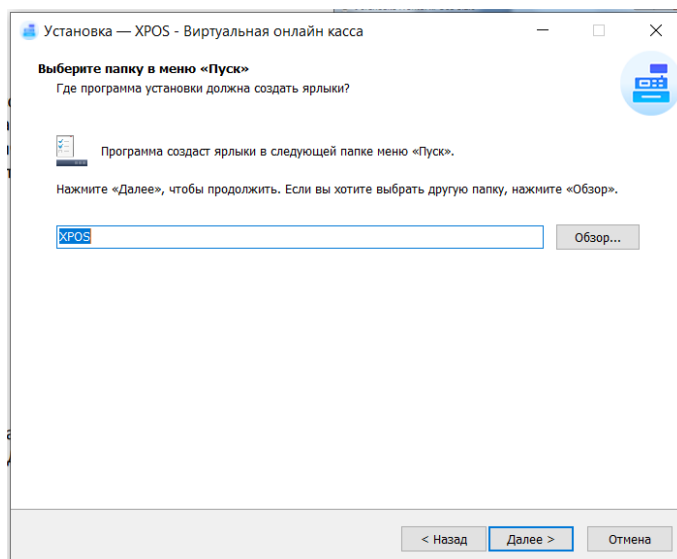 Установка — XPOS - Виртуальная онлайн касса
Выберите папку в меню «Пуск»
Где программа установки должна создать ярлыки?
Программа создаст ярлыки в следующей папке меню «Пуск».
Нажмите «Далее», чтобы продолжить. Если вы хотите выбрать другую папку, нажмите «Обзор».
XPOS
Обзор...
< Назад
Далее >
Отмена